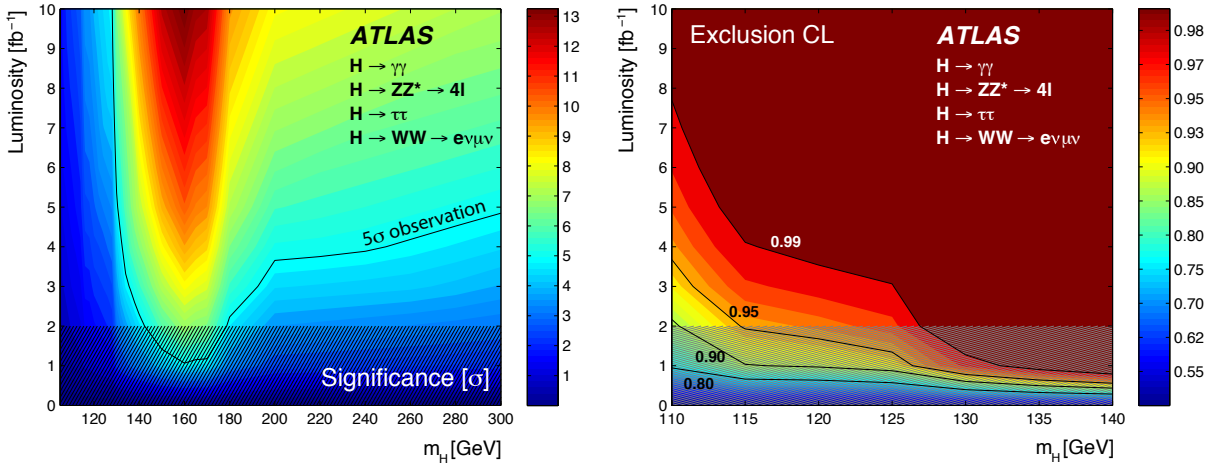 ATLAS
H → γγ
H → ZZ* → 4l
H → ττ
H → WW → eνμν
5σ observation
Significance [σ]
Luminosity [fb⁻¹]
10
9
8
7
6
5
4
3
2
1
0
120 140 160 180 200 220 240 260 280 300
m_H [GeV]
13
12
11
10
9
8
7
6
5
4
3
2
1
Exclusion CL
ATLAS
H → γγ
H → ZZ* → 4l
H → ττ
H → WW → eνμν
0.99
0.95
0.90
0.80
Luminosity [fb⁻¹]
10
9
8
7
6
5
4
3
2
1
0
110 115 120 125 130 135 140
m_H [GeV]
0.98
0.97
0.95
0.93
0.90
0.85
0.80
0.75
0.67
0.60
0.55